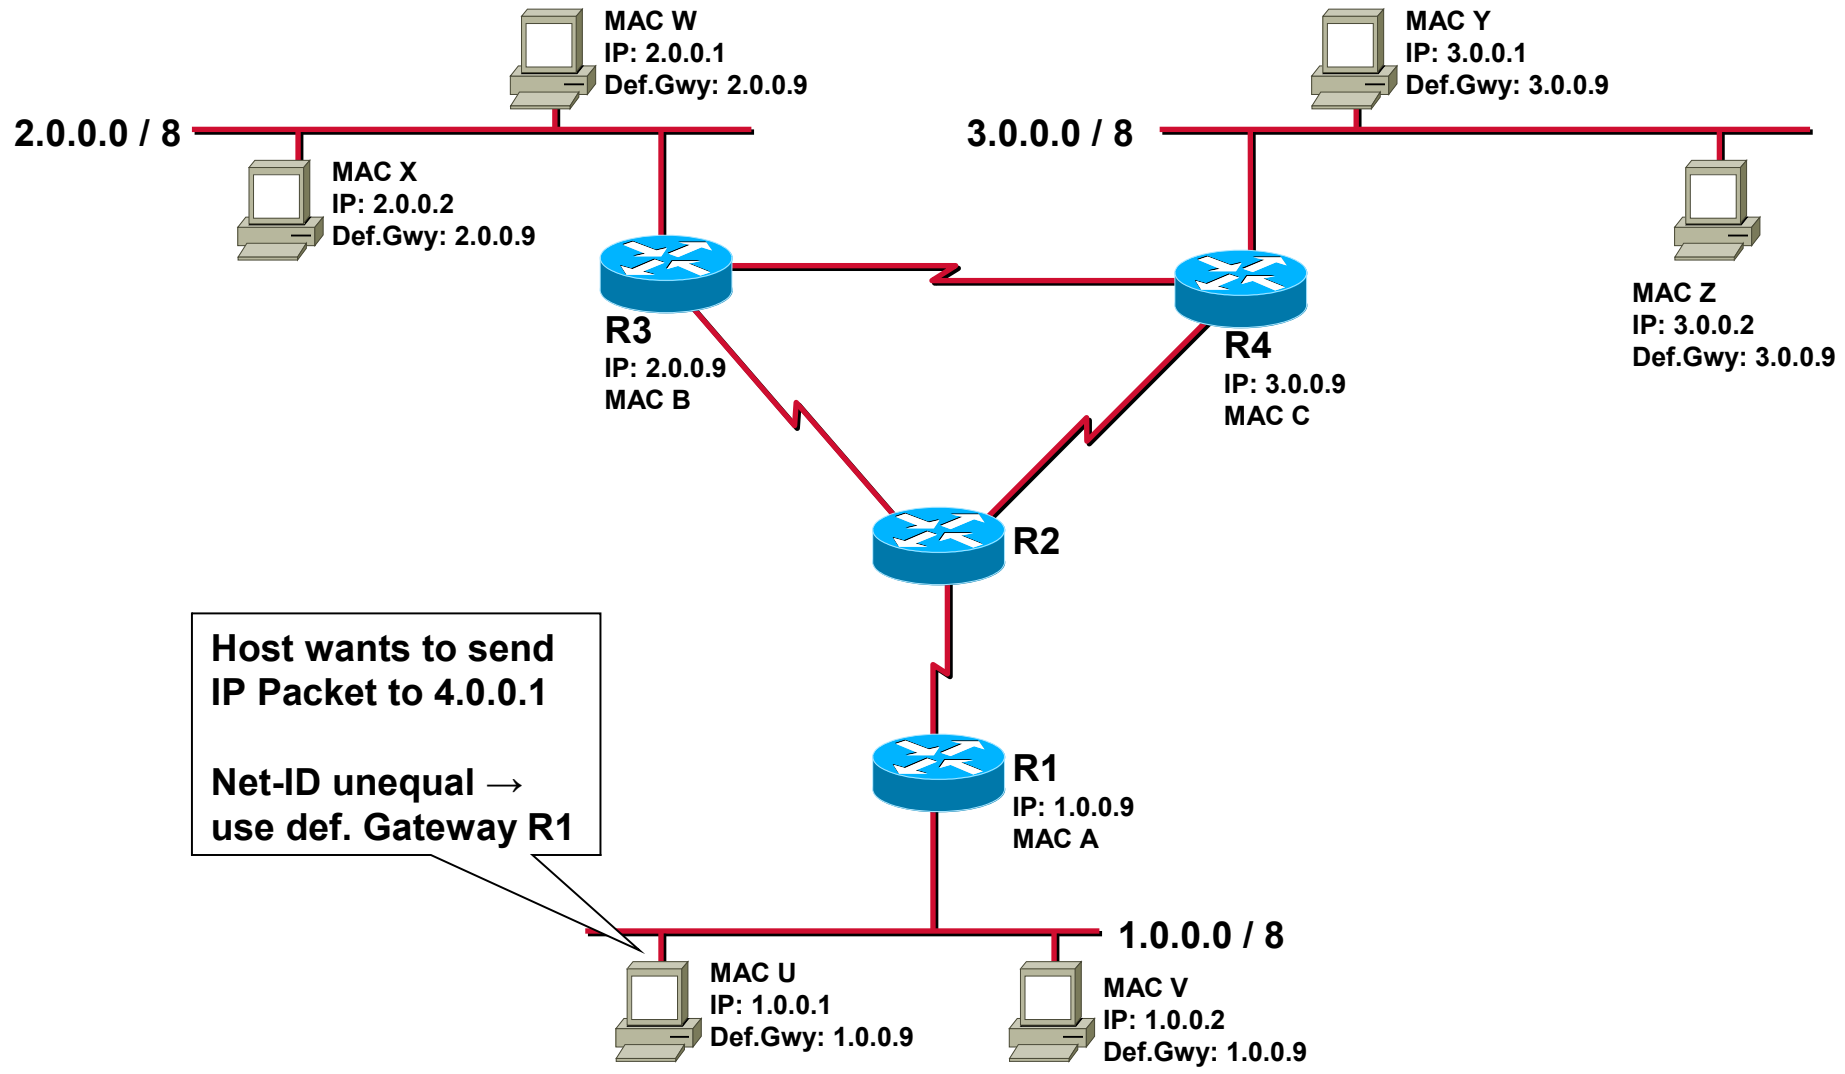 MAC W
IP: 2.0.0.1
Def.Gwy: 2.0.0.9
MAC Y
IP: 3.0.0.1
Def.Gwy: 3.0.0.9
2.0.0.0 / 8
3.0.0.0 / 8
MAC X
IP: 2.0.0.2
Def.Gwy: 2.0.0.9
MAC Z
IP: 3.0.0.2
Def.Gwy: 3.0.0.9
R3
IP: 2.0.0.9
MAC B
R4
IP: 3.0.0.9
MAC C
R2
Host wants to send
IP Packet to 4.0.0.1
Net-ID unequal →
use def. Gateway R1
R1
IP: 1.0.0.9
MAC A
1.0.0.0 / 8
MAC U
IP: 1.0.0.1
Def.Gwy: 1.0.0.9
MAC V
IP: 1.0.0.2
Def.Gwy: 1.0.0.9